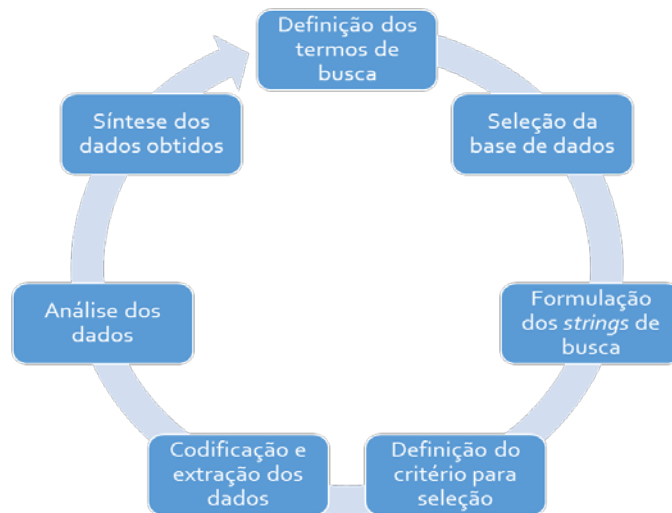 Definição dos
termos de
busca
Seleção da
base de dados
Formulação
dos strings de
busca
Definição do
critério para
seleção
Codificação e
extração dos
dados
Análise dos
dados
Síntese dos
dados obtidos